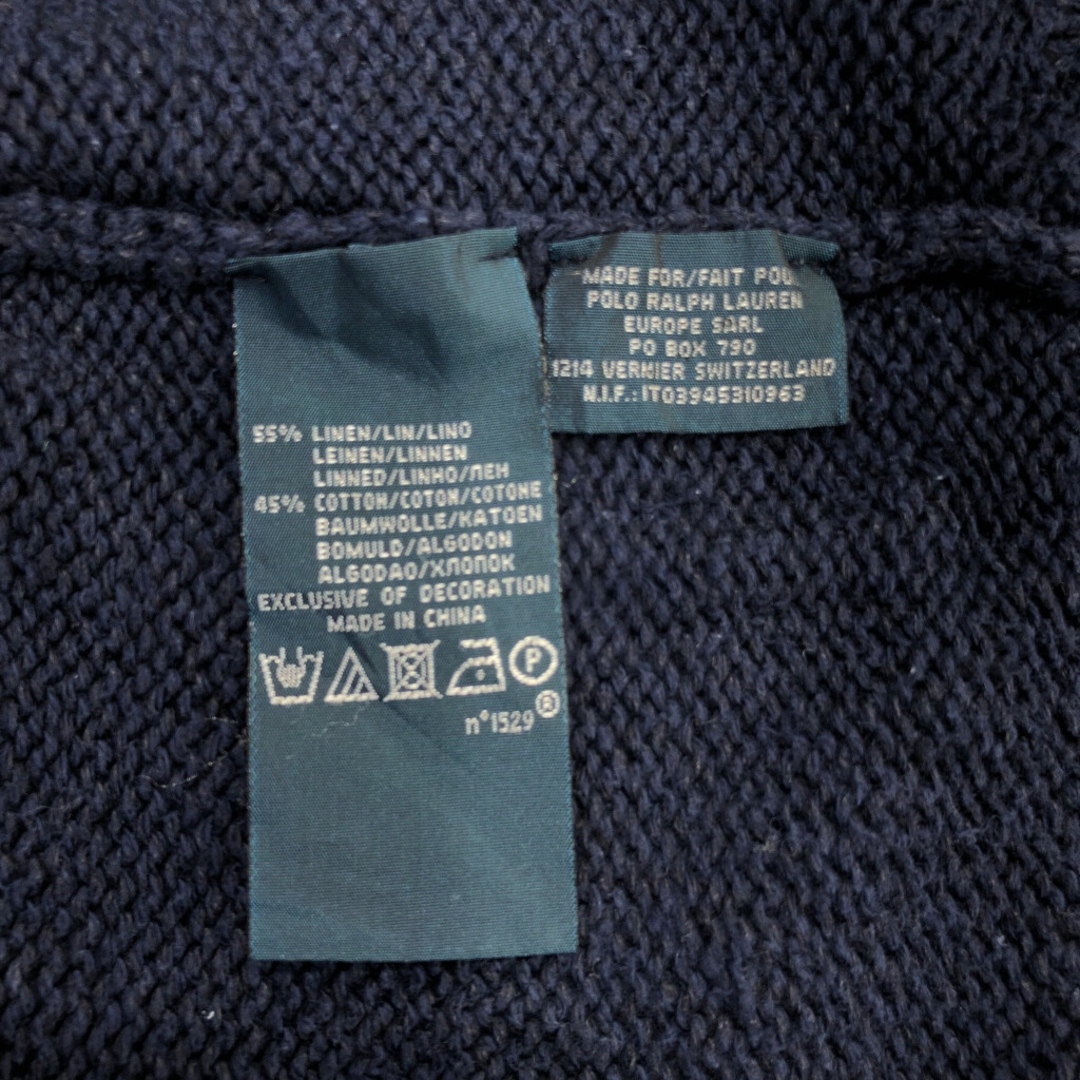 55% LINEN/LIN/LINO
LEINEN/LINNEN
LINNED/LINHO/ЛЕН
45% COTTON/COTON/COTONE
BAUMWOLLE/KATOEN
BOMULD/ALGODON
ALGODAO/ХЛОПОК
EXCLUSIVE OF DECORATION
MADE IN CHINA
P
n°1529®
MADE FOR/FAIT POU
POLO RALPH LAUREN
EUROPE SARL
PO BOX 790
1214 VERNIER SWITZERLAND
N.I.F.: IT03945310963